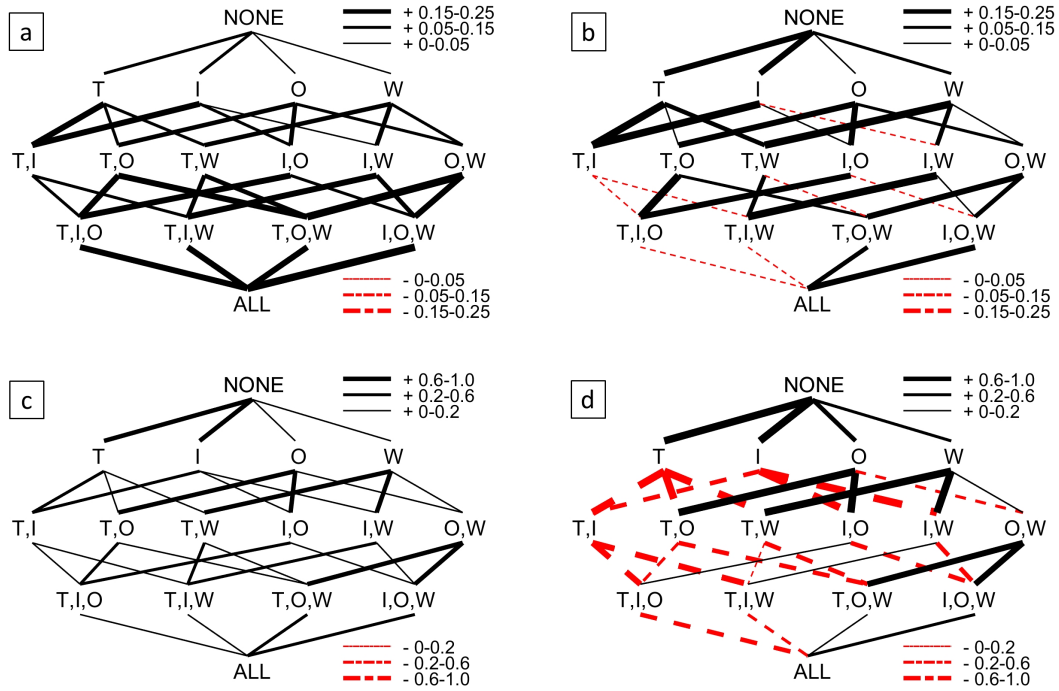 a
NONE
+ 0.15-0.25
+ 0.05-0.15
+ 0-0.05
T I O W
T,I T,O T,W I,O I,W O,W
T,I,O T,I,W T,O,W I,O,W
ALL
- 0-0.05
- 0.05-0.15
- 0.15-0.25
b
NONE
+ 0.15-0.25
+ 0.05-0.15
+ 0-0.05
T I O W
T,I T,O T,W I,O I,W O,W
T,I,O T,I,W T,O,W I,O,W
ALL
- 0-0.05
- 0.05-0.15
- 0.15-0.25
c
NONE
+ 0.6-1.0
+ 0.2-0.6
+ 0-0.2
T I O W
T,I T,O T,W I,O I,W O,W
T,I,O T,I,W T,O,W I,O,W
ALL
- 0-0.2
- 0.2-0.6
- 0.6-1.0
d
NONE
+ 0.6-1.0
+ 0.2-0.6
+ 0-0.2
T I O W
T,I T,O T,W I,O I,W O,W
T,I,O T,I,W T,O,W I,O,W
ALL
- 0-0.2
- 0.2-0.6
- 0.6-1.0